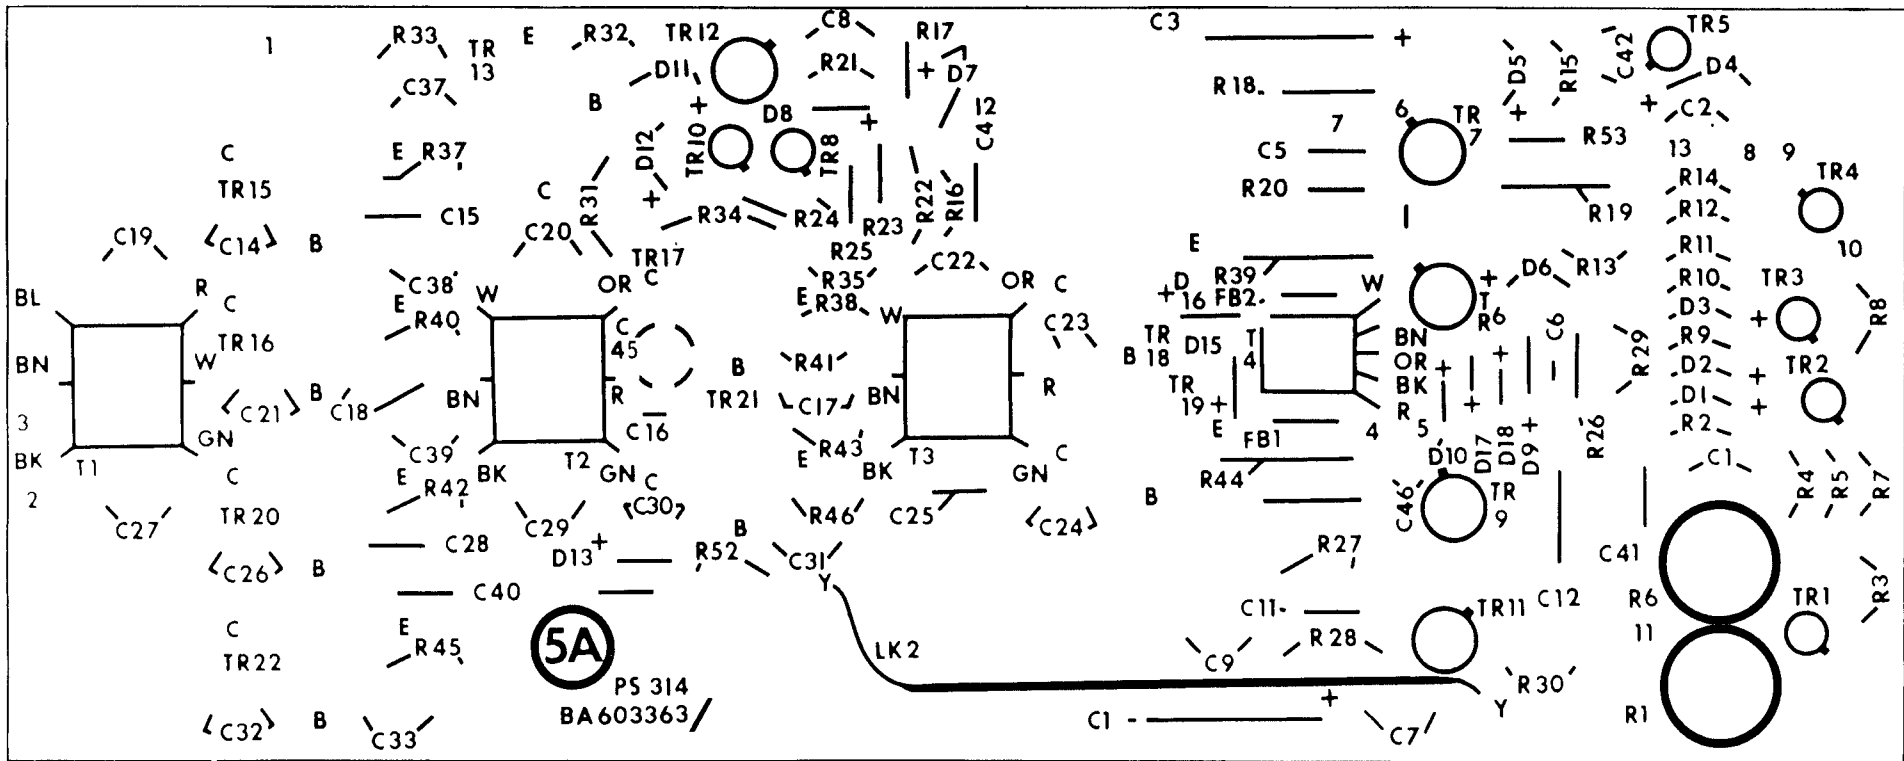 1
R33
TR
13
E
R32
TR12
C8
R17
C3
+
TR5
D11
R21
+
D7
D5
R15
C42
D4
C37
B
+
D8
+
12
R18
6
TR
7
7
+
+
C2
C
E
R37
D12
TR10
TR8
C4
C5
R53
13
8
9
TR15
C
R31
+
R22
R16
R20
R14
TR4
C15
R34
R24
R23
R19
R12
C19
C14
B
C20
R25
E
R11
10
TR17
C22
R39
D6
R13
BL
R
C
C38
E
W
OR
C
R35
E
R38
W
OR
C
+
D
16
FB2
W
+
T
R6
R10
TR3
D3
+
R8
R40
C
45
C23
TR16
TR
18
D15
T
4
BN
C6
R29
R9
BN
W
B
R41
B
OR
+
+
D2
+
TR2
BK
C21
B
C18
BN
R
TR21
C17
BN
R
TR
19
+
R
+
D1
+
3
GN
C16
E
FB1
4
5
+
R26
R2
BK
T1
C39
E
BK
T2
GN
C
R43
E
BK
T3
GN
C
R44
D10
D17
D18
D9
C1
R4
R5
R7
2
C
R42
C30
B
C46
TR
9
C27
TR20
C29
B
R46
C25
C24
C28
D13
+
R52
C31
R27
C41
C26
B
Y
C40
C11
TR11
C12
R6
TR1
R3
C
E
5A
11
TR22
R45
LK2
C9
R28
PS 314
R30
C32
B
C33
BA603363/
C1 -
+
C7
Y
R1